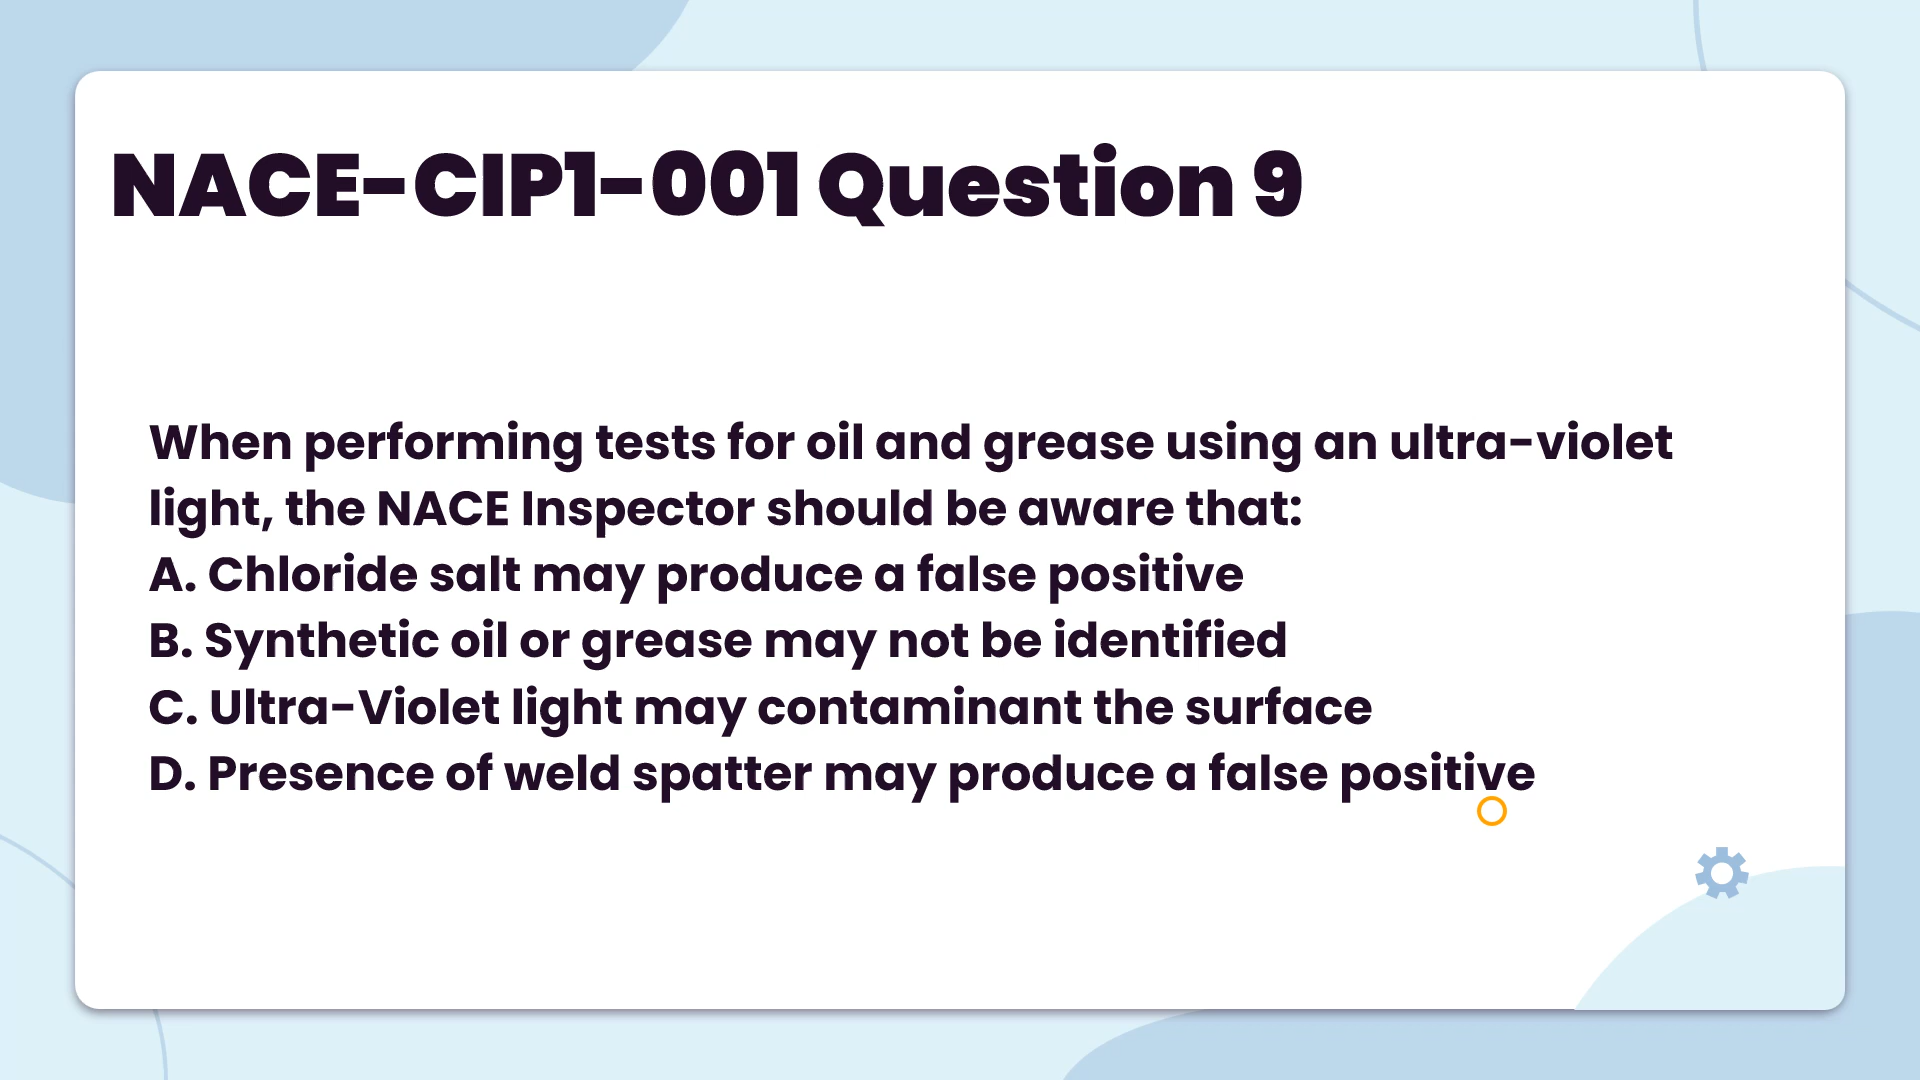 NACE-CIP1-001 Question 9
When performing tests for oil and grease using an ultra-violet
light, the NACE Inspector should be aware that:
A. Chloride salt may produce a false positive
B. Synthetic oil or grease may not be identified
C. Ultra-Violet light may contaminant the surface
D. Presence of weld spatter may produce a false positive